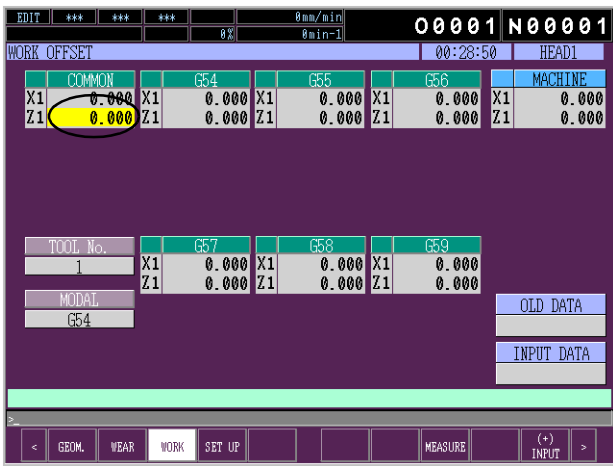 EDIT *** *** *** 0mm/min O0001 N00001
0% 0min-1
WORK OFFSET 00:28:50 HEAD1
COMMON G54 G55 G56 MACHINE
X1 0.000 X1 0.000 X1 0.000 X1 0.000 X1 0.000
Z1 0.000 Z1 0.000 Z1 0.000 Z1 0.000 Z1 0.000
TOOL No. G57 G58 G59
1 X1 0.000 X1 0.000 X1 0.000
Z1 0.000 Z1 0.000 Z1 0.000
MODAL OLD DATA
G54
INPUT DATA
>_
< GEOM. WEAR WORK SET UP MEASURE (+) INPUT >